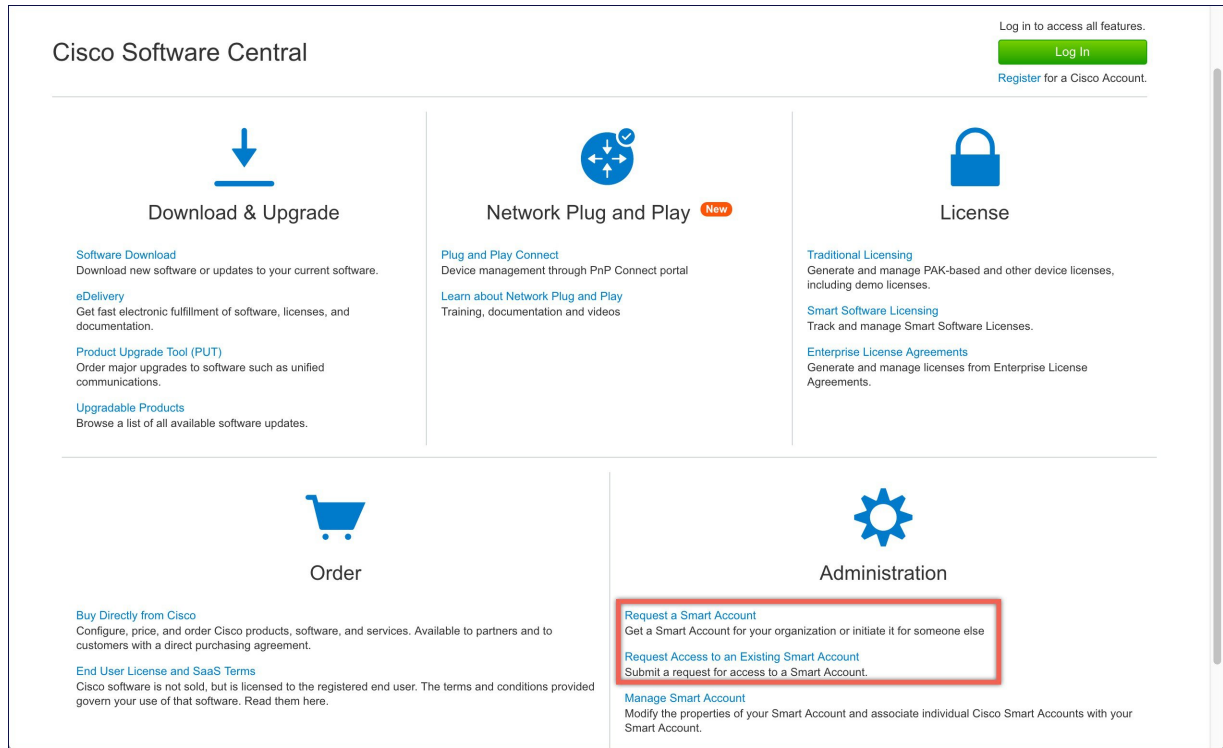 Log in to access all features.
Cisco Software Central
Log In
Register for a Cisco Account.
Download & Upgrade
Software Download
Download new software or updates to your current software.
eDelivery
Get fast electronic fulfillment of software, licenses, and
documentation.
Product Upgrade Tool (PUT)
Order major upgrades to software such as unified
communications.
Upgradable Products
Browse a list of all available software updates.
Network Plug and Play New
Plug and Play Connect
Device management through PnP Connect portal
Learn about Network Plug and Play
Training, documentation and videos
License
Traditional Licensing
Generate and manage PAK-based and other device licenses,
including demo licenses.
Smart Software Licensing
Track and manage Smart Software Licenses.
Enterprise License Agreements
Generate and manage licenses from Enterprise License
Agreements.
Order
Buy Directly from Cisco
Configure, price, and order Cisco products, software, and services. Available to partners and to
customers with a direct purchasing agreement.
End User License and SaaS Terms
Cisco software is not sold, but is licensed to the registered end user. The terms and conditions provided
govern your use of that software. Read them here.
Administration
Request a Smart Account
Get a Smart Account for your organization or initiate it for someone else
Request Access to an Existing Smart Account
Submit a request for access to a Smart Account.
Manage Smart Account
Modify the properties of your Smart Account and associate individual Cisco Smart Accounts with your
Smart Account.